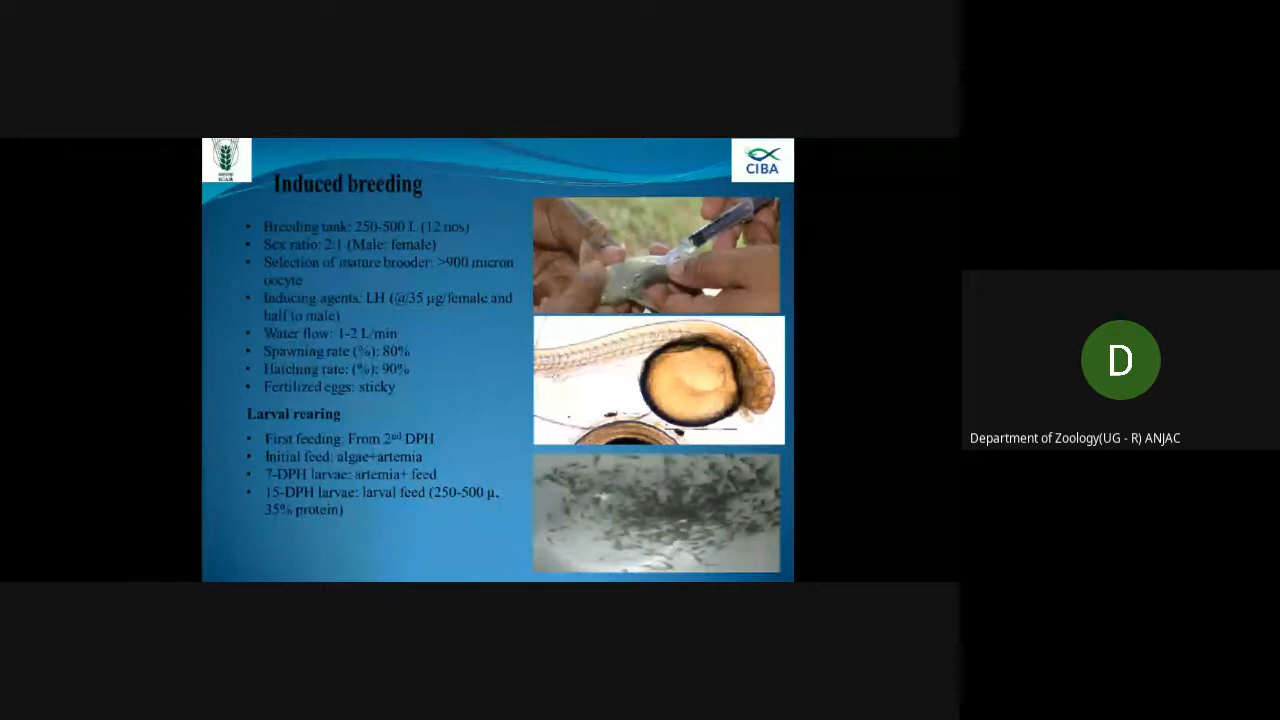 ICAR
CIBA
Induced breeding
• Breeding tank: 250-500 L (12 nos)
• Sex ratio: 2:1 (Male: female)
• Selection of mature brooder: >900 micron
oocyte
• Inducing agents: LH (@35 µg/female and
half to male)
• Water flow: 1-2 L/min
• Spawning rate (%): 80%
• Hatching rate: (%): 90%
• Fertilized eggs: sticky
Larval rearing
• First feeding: From 2nd DPH
• Initial feed: algae+artemia
• 7-DPH larvae: artemia+ feed
• 15-DPH larvae: larval feed (250-500 µ,
35% protein)
D
Department of Zoology(UG - R) ANJAC